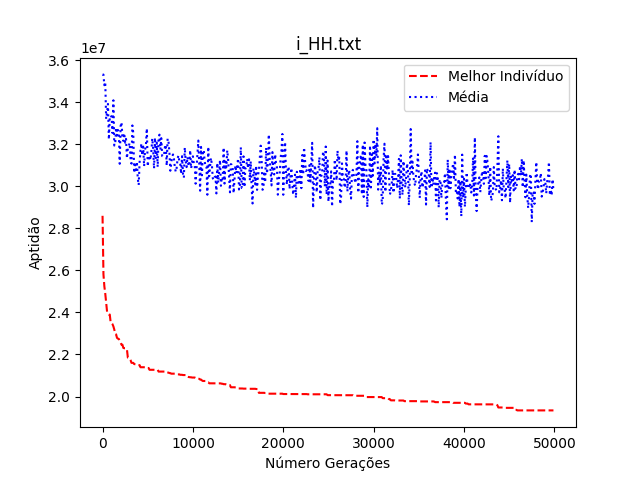 i_HH.txt
1e7
Melhor Indivíduo
Média
3.6
3.4
3.2
3.0
2.8
2.6
2.4
2.2
2.0
Aptidão
0 10000 20000 30000 40000 50000
Número Gerações